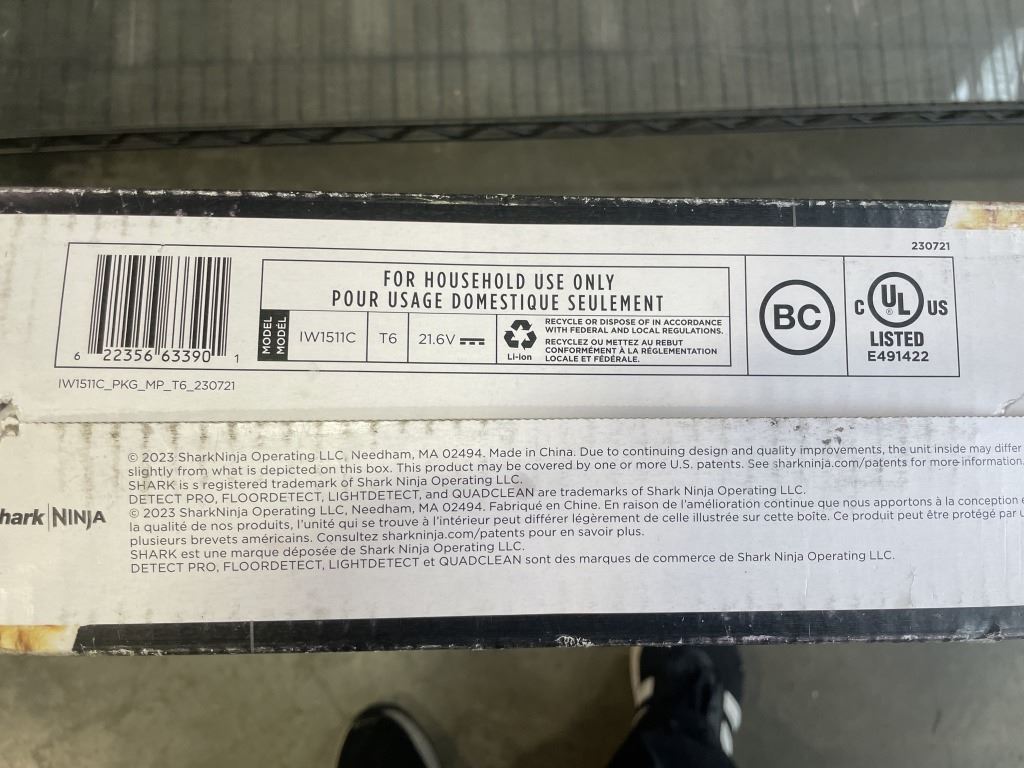 230721
FOR HOUSEHOLD USE ONLY
POUR USAGE DOMESTIQUE SEULEMENT
MODEL
MODÈL
IW1511C
T6
21.6V
Li-ion
RECYCLE OR DISPOSE OF IN ACCORDANCE
WITH FEDERAL AND LOCAL REGULATIONS.
RECYCLEZ OU METTEZ AU REBUT
CONFORMÉMENT À LA RÉGLEMENTATION
LOCALE ET FÉDÉRALE.
BC
C UL ® US
LISTED
E491422
6 22356 63390 1
IW1511C_PKG_MP_T6_230721
© 2023 SharkNinja Operating LLC, Needham, MA 02494. Made in China. Due to continuing design and quality improvements, the unit inside may differ
slightly from what is depicted on this box. This product may be covered by one or more U.S. patents. See sharkninja.com/patents for more information.
SHARK is s registered trademark of Shark Ninja Operating LLC.
DETECT PRO, FLOORDETECT, LIGHTDETECT, and QUADCLEAN are trademarks of Shark Ninja Operating LLC.
© 2023 SharkNinja Operating LLC, Needham, MA 02494. Fabriqué en Chine. En raison de l'amélioration continue que nous apportons à la conception e
la qualité de nos produits, l'unité qui se trouve à l'intérieur peut différer légèrement de celle illustrée sur cette boîte. Ce produit peut être protégé par
plusieurs brevets américains. Consultez sharkninja.com/patents pour en savoir plus.
SHARK est une marque déposée de Shark Ninja Operating LLC.
DETECT PRO, FLOORDETECT, LIGHTDETECT et QUADCLEAN sont des marques de commerce de Shark Ninja Operating LLC.
hark NINJA